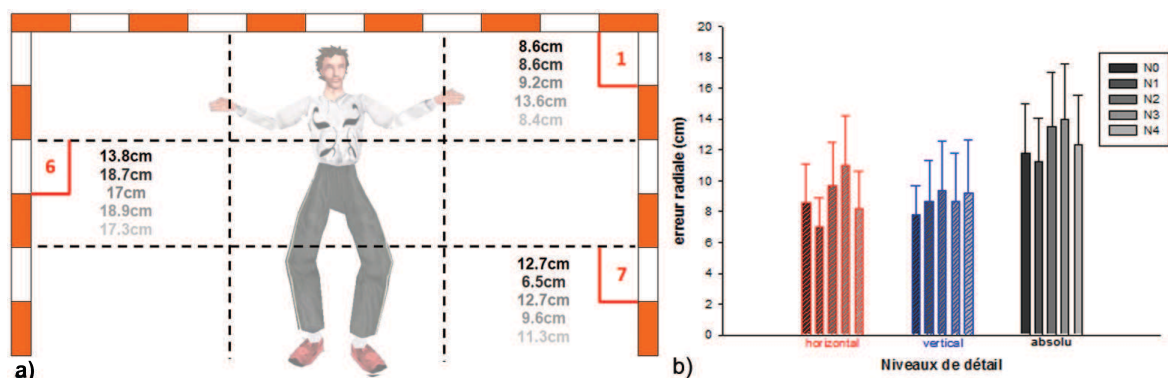 8.6cm
8.6cm
9.2cm
13.6cm
8.4cm
1
6
13.8cm
18.7cm
17cm
18.9cm
17.3cm
12.7cm
6.5cm
12.7cm
9.6cm
11.3cm
7
a)
erreur radiale (cm)
20
18
16
14
12
10
8
6
4
2
0
N0
N1
N2
N3
N4
horizontal vertical absolu
Niveaux de détail
b)